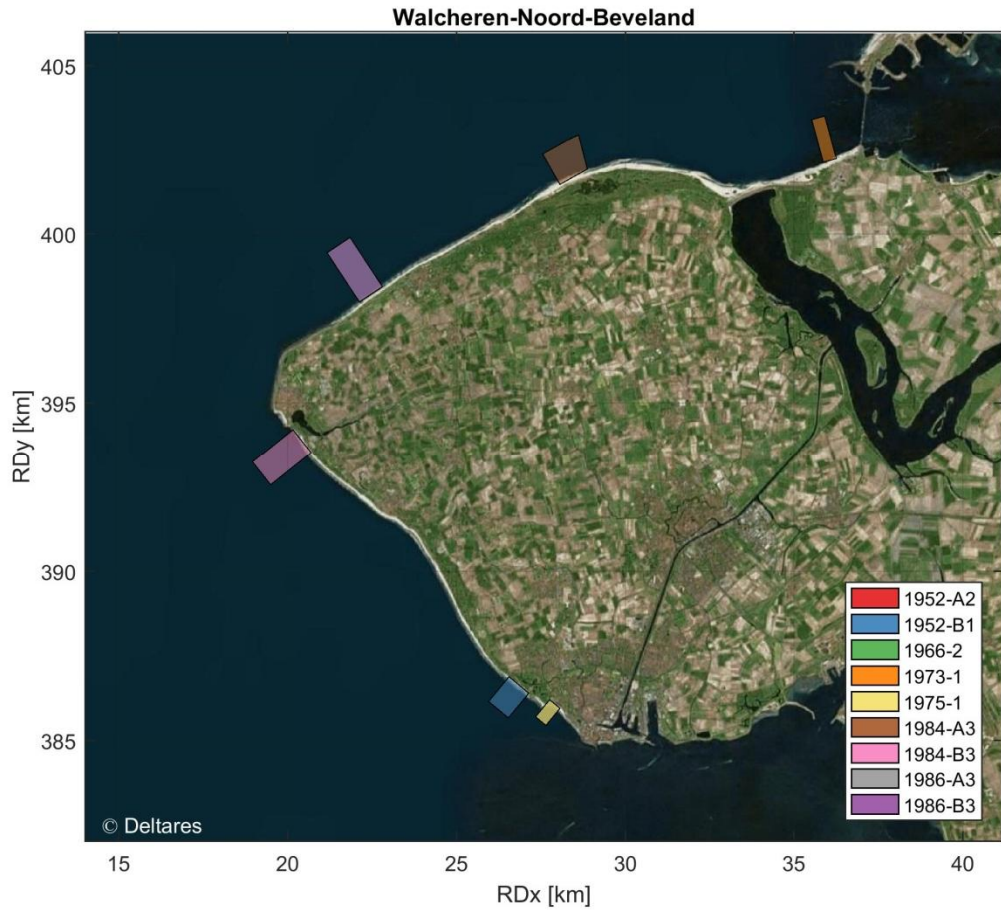 Walcheren-Noord-Beveland
405
400
395
390
385
RDy [km]
1952-A2
1952-B1
1966-2
1973-1
1975-1
1984-A3
1984-B3
1986-A3
1986-B3
© Deltares
15 20 25 30 35 40
RDx [km]